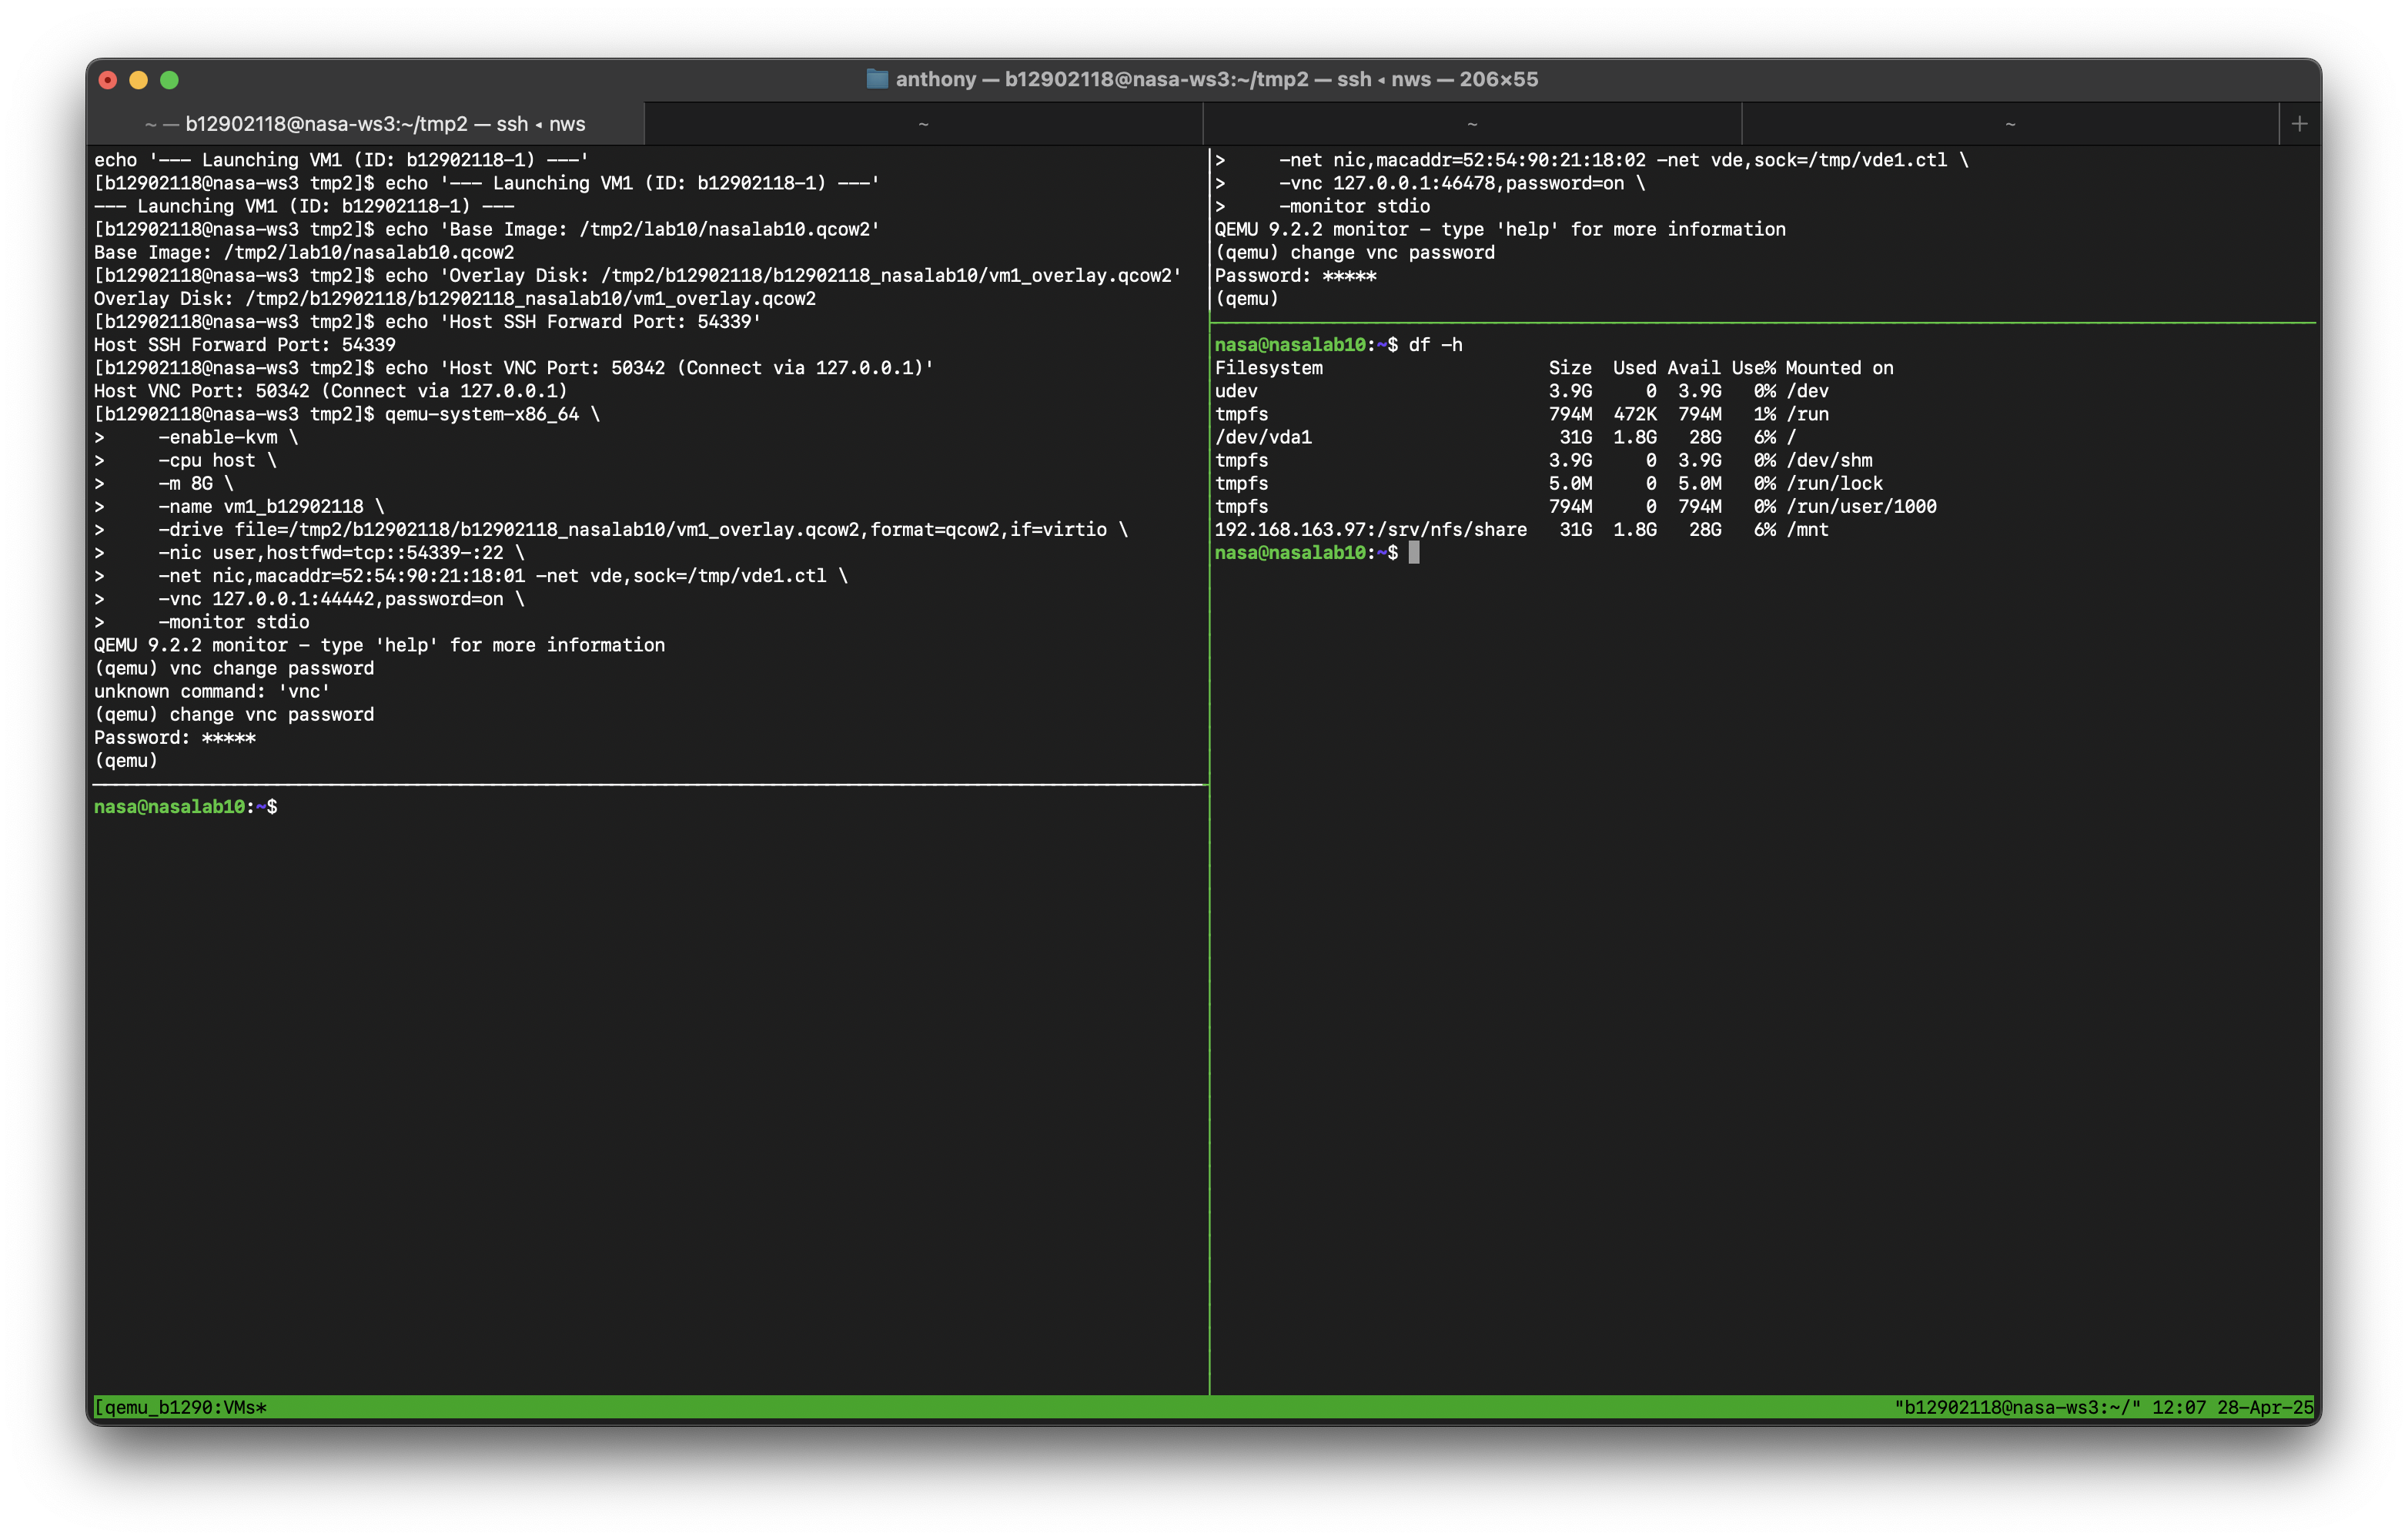 anthony — b12902118@nasa-ws3:~/tmp2 — ssh ◂ nws — 206×55
~ — b12902118@nasa-ws3:~/tmp2 — ssh ◂ nws
~
~
~
+
echo '--- Launching VM1 (ID: b12902118-1) ---'
[b12902118@nasa-ws3 tmp2]$ echo '--- Launching VM1 (ID: b12902118-1) ---'
--- Launching VM1 (ID: b12902118-1) ---
[b12902118@nasa-ws3 tmp2]$ echo 'Base Image: /tmp2/lab10/nasalab10.qcow2'
Base Image: /tmp2/lab10/nasalab10.qcow2
[b12902118@nasa-ws3 tmp2]$ echo 'Overlay Disk: /tmp2/b12902118/b12902118_nasalab10/vm1_overlay.qcow2'
Overlay Disk: /tmp2/b12902118/b12902118_nasalab10/vm1_overlay.qcow2
[b12902118@nasa-ws3 tmp2]$ echo 'Host SSH Forward Port: 54339'
Host SSH Forward Port: 54339
[b12902118@nasa-ws3 tmp2]$ echo 'Host VNC Port: 50342 (Connect via 127.0.0.1)'
Host VNC Port: 50342 (Connect via 127.0.0.1)
[b12902118@nasa-ws3 tmp2]$ qemu-system-x86_64 \
>     -enable-kvm \
>     -cpu host \
>     -m 8G \
>     -name vm1_b12902118 \
>     -drive file=/tmp2/b12902118/b12902118_nasalab10/vm1_overlay.qcow2,format=qcow2,if=virtio \
>     -nic user,hostfwd=tcp::54339-:22 \
>     -net nic,macaddr=52:54:90:21:18:01 -net vde,sock=/tmp/vde1.ctl \
>     -vnc 127.0.0.1:44442,password=on \
>     -monitor stdio
QEMU 9.2.2 monitor - type 'help' for more information
(qemu) vnc change password
unknown command: 'vnc'
(qemu) change vnc password
Password: *****
(qemu)
nasa@nasalab10:~$
>     -net nic,macaddr=52:54:90:21:18:02 -net vde,sock=/tmp/vde1.ctl \
>     -vnc 127.0.0.1:46478,password=on \
>     -monitor stdio
QEMU 9.2.2 monitor - type 'help' for more information
(qemu) change vnc password
Password: *****
(qemu)
nasa@nasalab10:~$ df -h
Filesystem                     Size  Used Avail Use% Mounted on
udev                           3.9G     0  3.9G   0% /dev
tmpfs                          794M  472K  794M   1% /run
/dev/vda1                       31G  1.8G   28G   6% /
tmpfs                          3.9G     0  3.9G   0% /dev/shm
tmpfs                          5.0M     0  5.0M   0% /run/lock
tmpfs                          794M     0  794M   0% /run/user/1000
192.168.163.97:/srv/nfs/share   31G  1.8G   28G   6% /mnt
nasa@nasalab10:~$
[qemu_b1290:VMs*
"b12902118@nasa-ws3:~/" 12:07 28-Apr-25